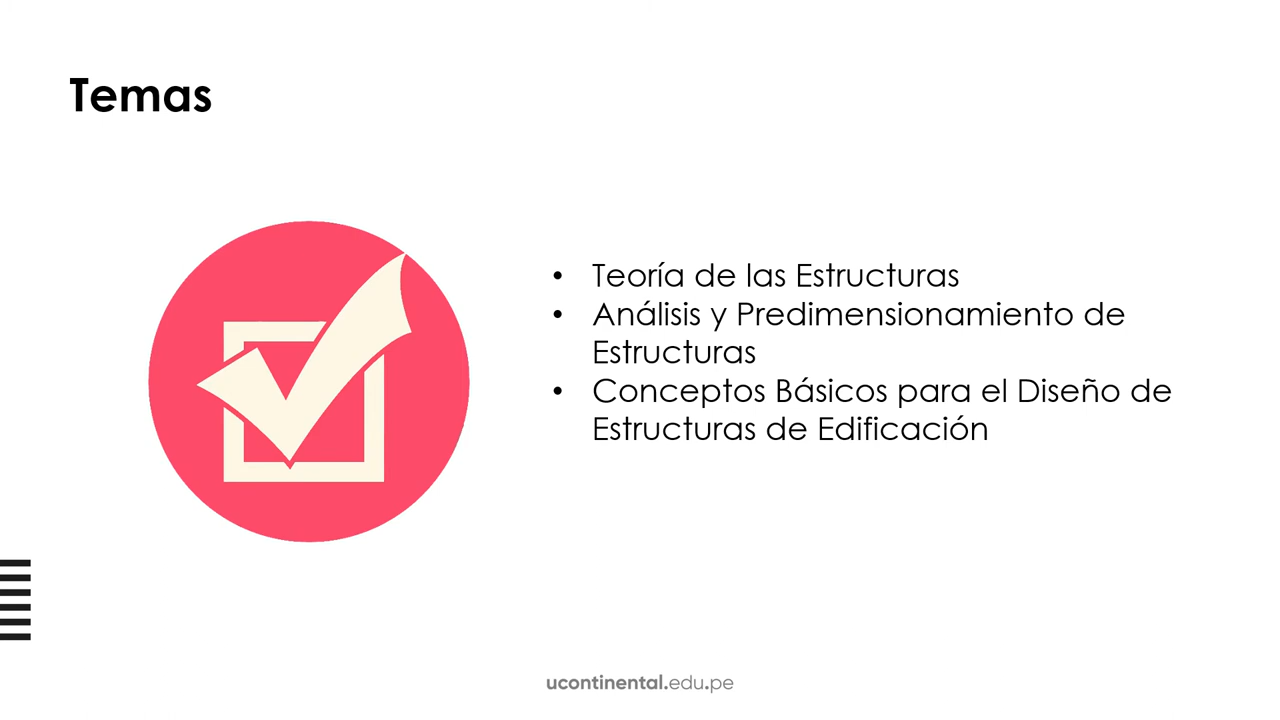 Temas
• Teoría de las Estructuras
• Análisis y Predimensionamiento de
Estructuras
• Conceptos Básicos para el Diseño de
Estructuras de Edificación
ucontinental.edu.pe